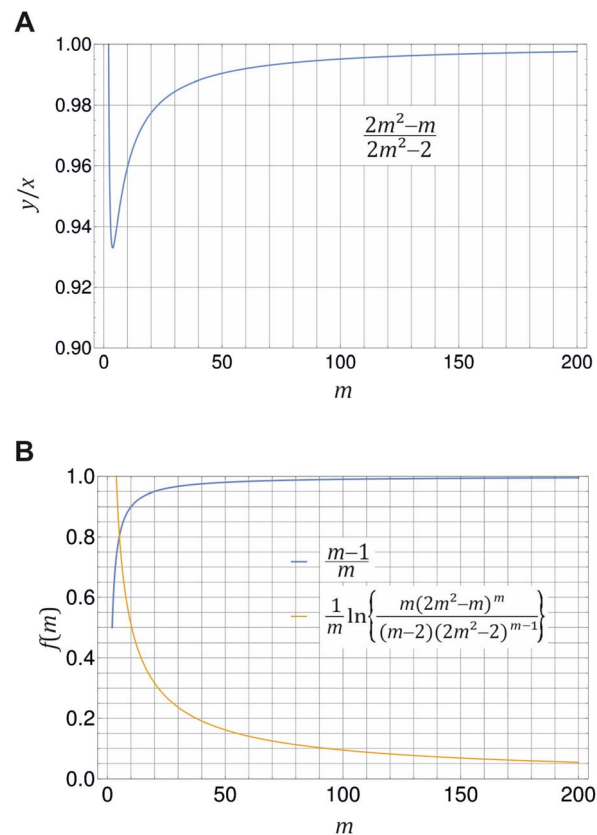 A
1.00
0.98
0.96
0.94
0.92
0.90
y/x
2m²−m
2m²−2
0 50 100 150 200
m
B
1.0
0.8
0.6
0.4
0.2
0.0
f(m)
m−1
m
1/m ln{m(2m²−m)^m
(m−2)(2m²−2)^{m−1}}
0 50 100 150 200
m